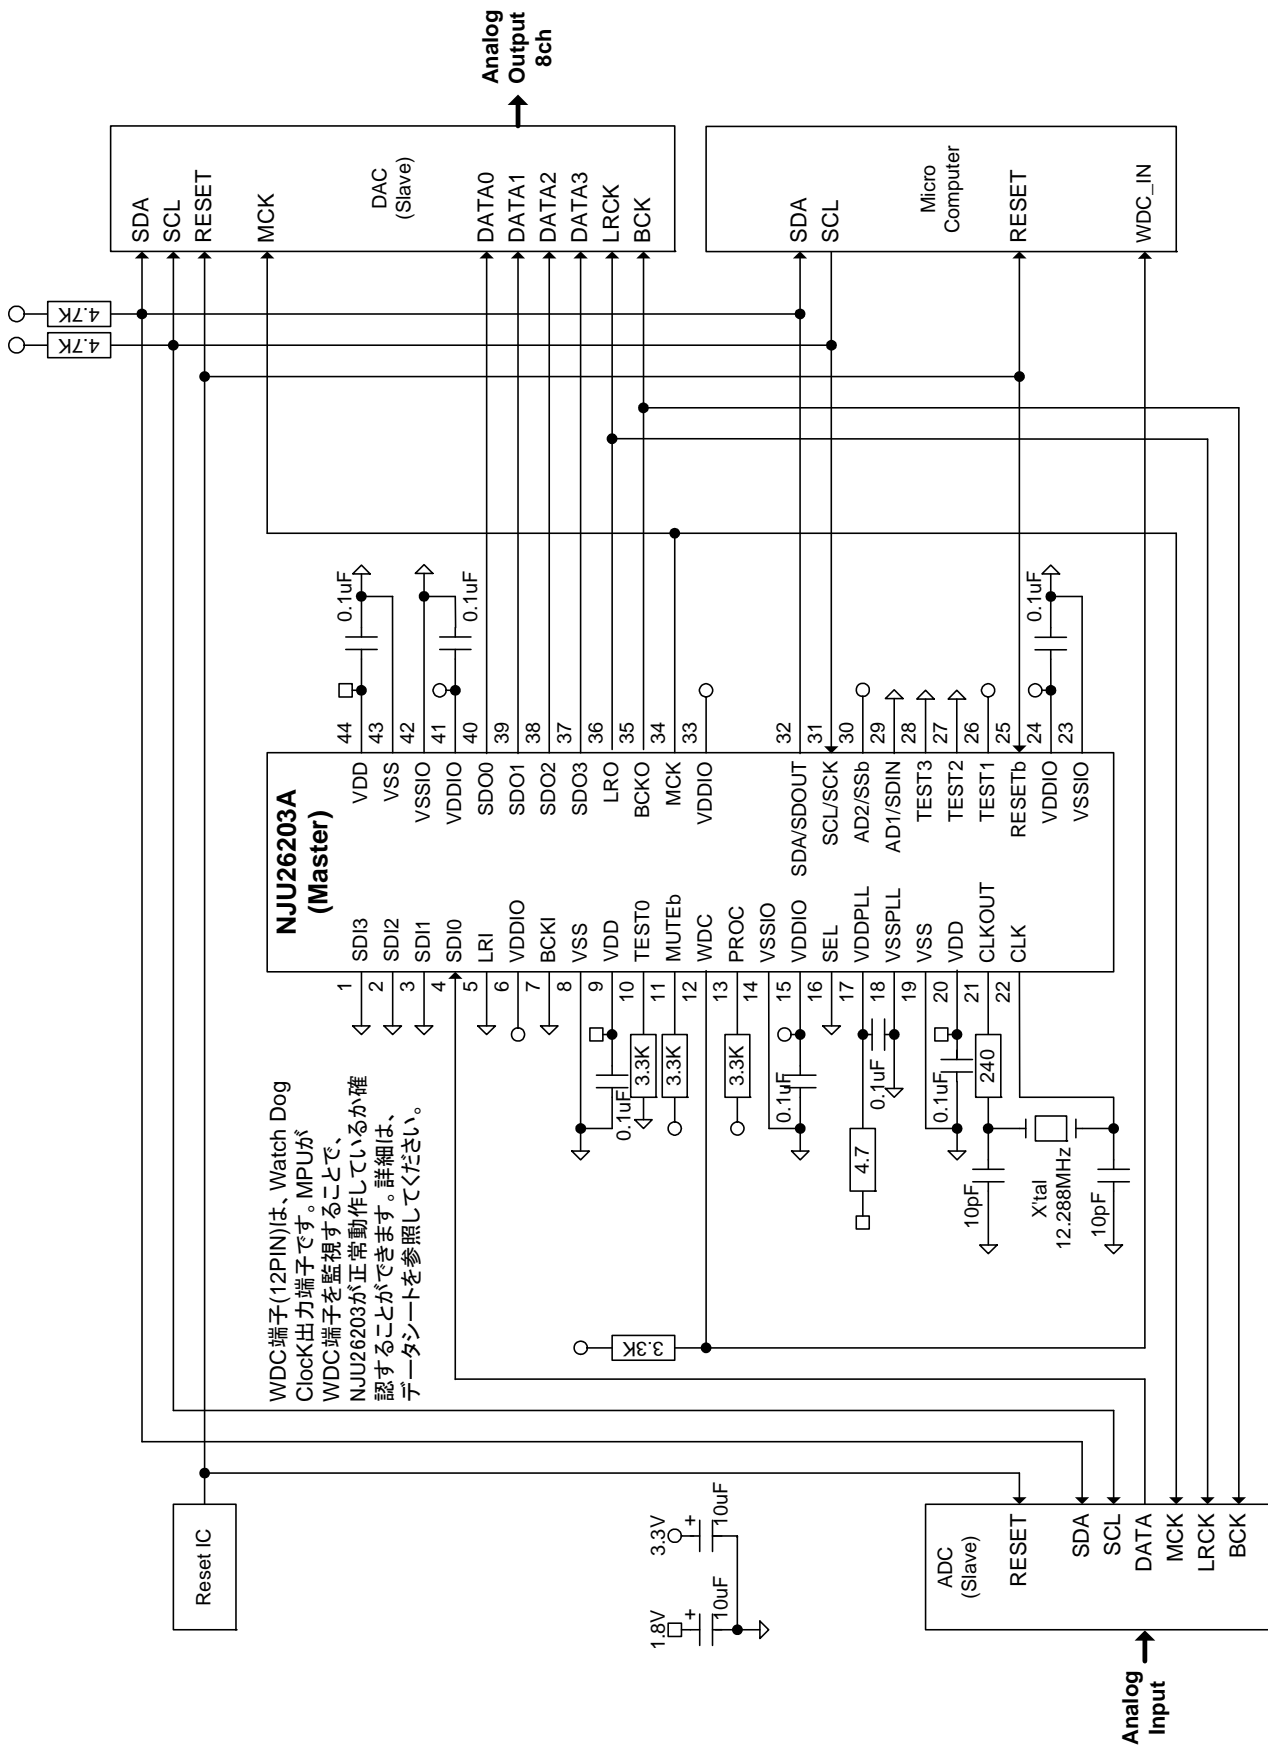 Reset IC
1.8V
3.3V
+
+
10uF
10uF
Analog
Input
ADC
(Slave)
RESET
SDA
SCL
DATA
MCK
LRCK
BCK
WDC端子(12PIN)は、Watch Dog
ClocK出力端子です。MPUが
WDC端子を監視することで、
NJU26203が正常動作しているか確
認することができます。詳細は、
データシートを参照してください。
3.3K
NJU26203A
(Master)
1 SDI3
2 SDI2
3 SDI1
4 SDI0
5 LRI
6 VDDIO
7 BCKI
8 VSS
9 VDD
10 TEST0
11 MUTEb
12 WDC
13 PROC
14 VSSIO
15 VDDIO
16 SEL
17 VDDPLL
18 VSSPLL
19 VSS
20 VDD
21 CLKOUT
22 CLK
0.1uF
3.3K
3.3K
3.3K
0.1uF
4.7
0.1uF
0.1uF
240
10pF
X'tal
12.288MHz
10pF
VDD 44
VSS 43
VSSIO 42
VDDIO 41
SDO0 40
SDO1 39
SDO2 38
SDO3 37
LRO 36
BCKO 35
MCK 34
VDDIO 33
SDA/SDOUT 32
SCL/SCK 31
AD2/SSb 30
AD1/SDIN 29
TEST3 28
TEST2 27
TEST1 26
RESETb 25
VDDIO 24
VSSIO 23
0.1uF
0.1uF
0.1uF
4.7K
4.7K
SDA
SCL
RESET
MCK
DAC
(Slave)
DATA0
DATA1
DATA2
DATA3
LRCK
BCK
Analog
Output
8ch
SDA
SCL
Micro
Computer
RESET
WDC_IN